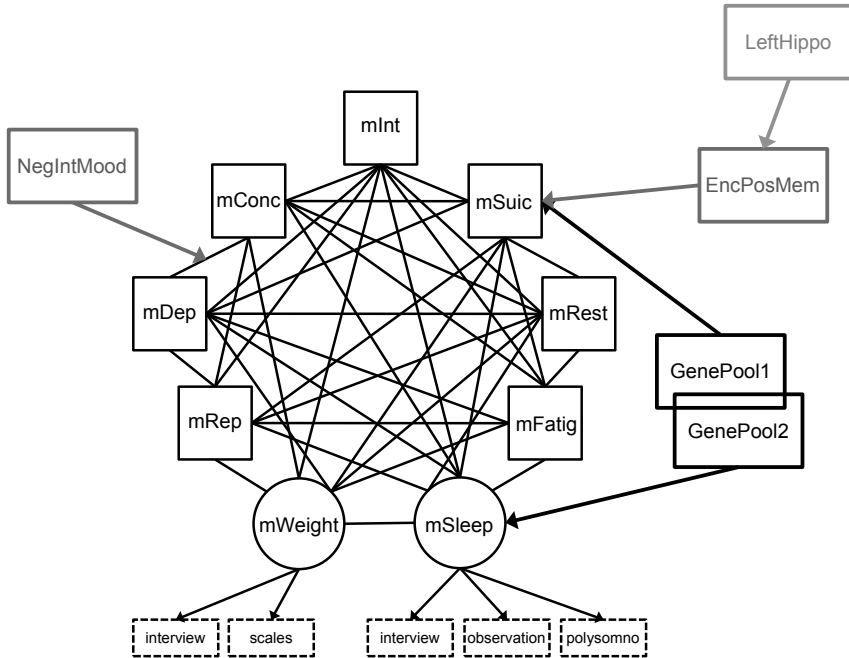 LeftHippo
mInt
NegIntMood
mConc
mSuic
EncPosMem
mDep
mRest
GenePool1
mRep
mFatig
GenePool2
mWeight
mSleep
interview
scales
interview
observation
polysomno